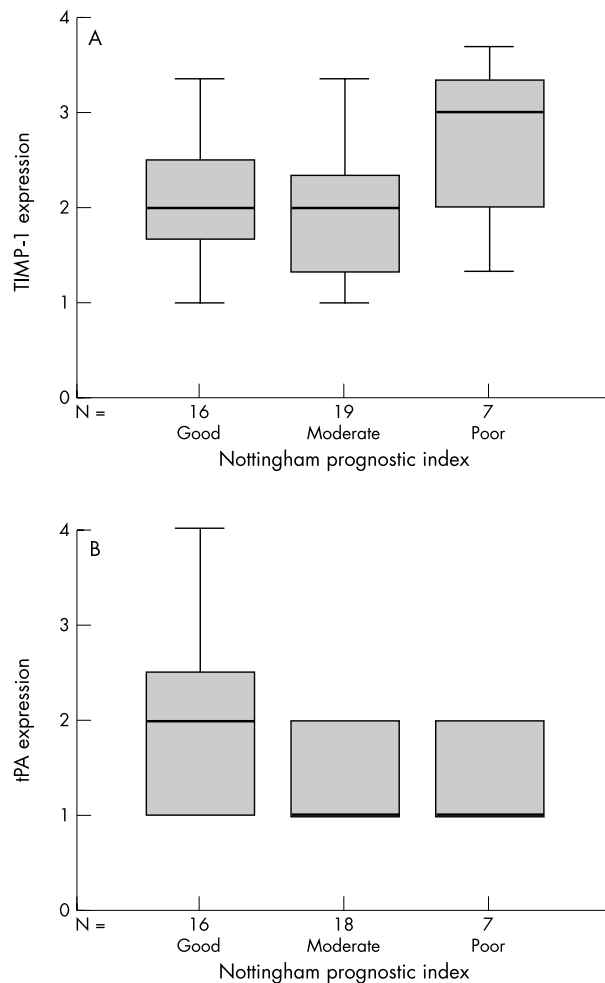 A
4
3
2
1
0
TIMP-1 expression
N = 16 19 7
Good Moderate Poor
Nottingham prognostic index
B
4
3
2
1
0
tPA expression
N = 16 18 7
Good Moderate Poor
Nottingham prognostic index